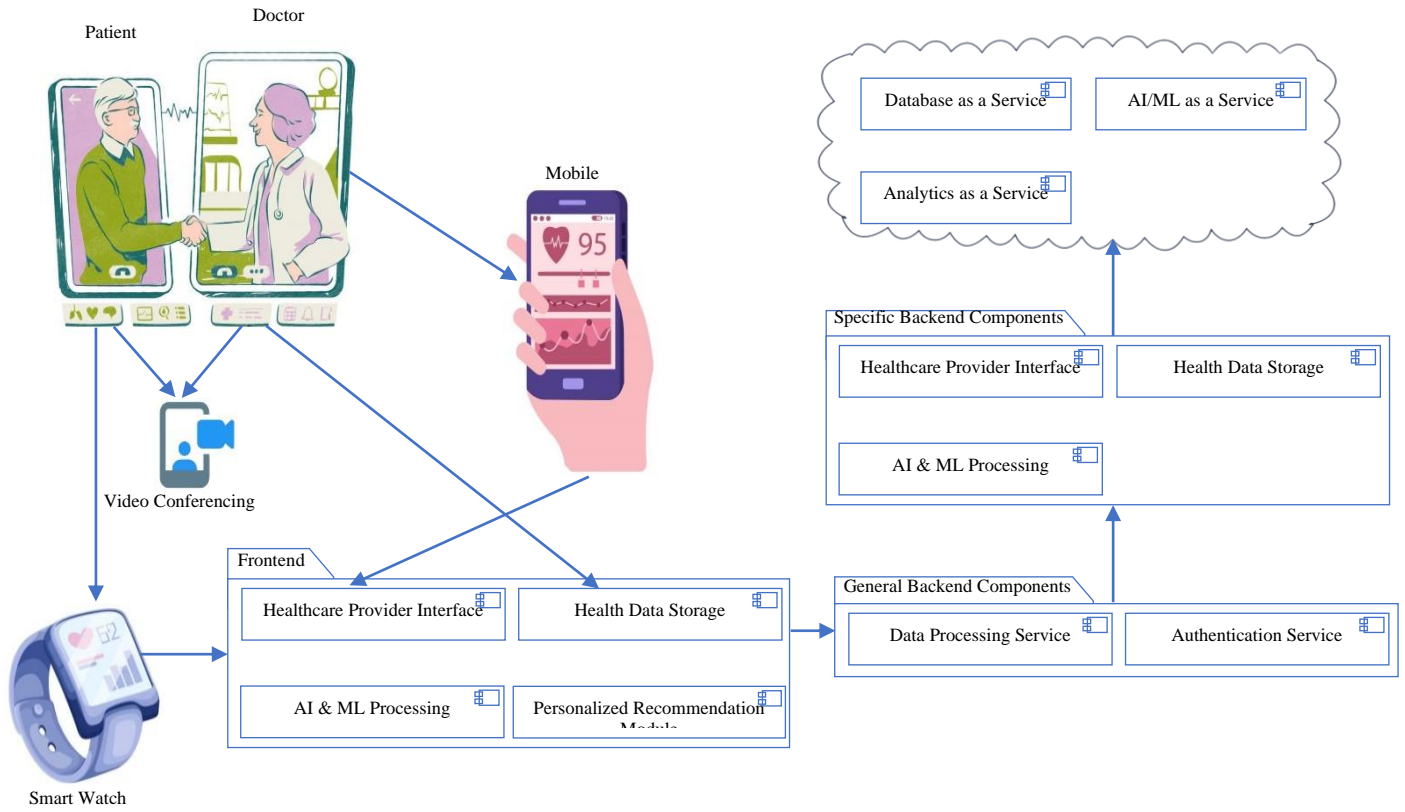 Doctor
Patient
Database as a Service
AI/ML as a Service
Mobile
Analytics as a Service
95
Specific Backend Components
Healthcare Provider Interface
Health Data Storage
AI & ML Processing
Video Conferencing
Frontend
Healthcare Provider Interface
Health Data Storage
General Backend Components
Data Processing Service
Authentication Service
62
AI & ML Processing
Personalized Recommendation
Module
Smart Watch